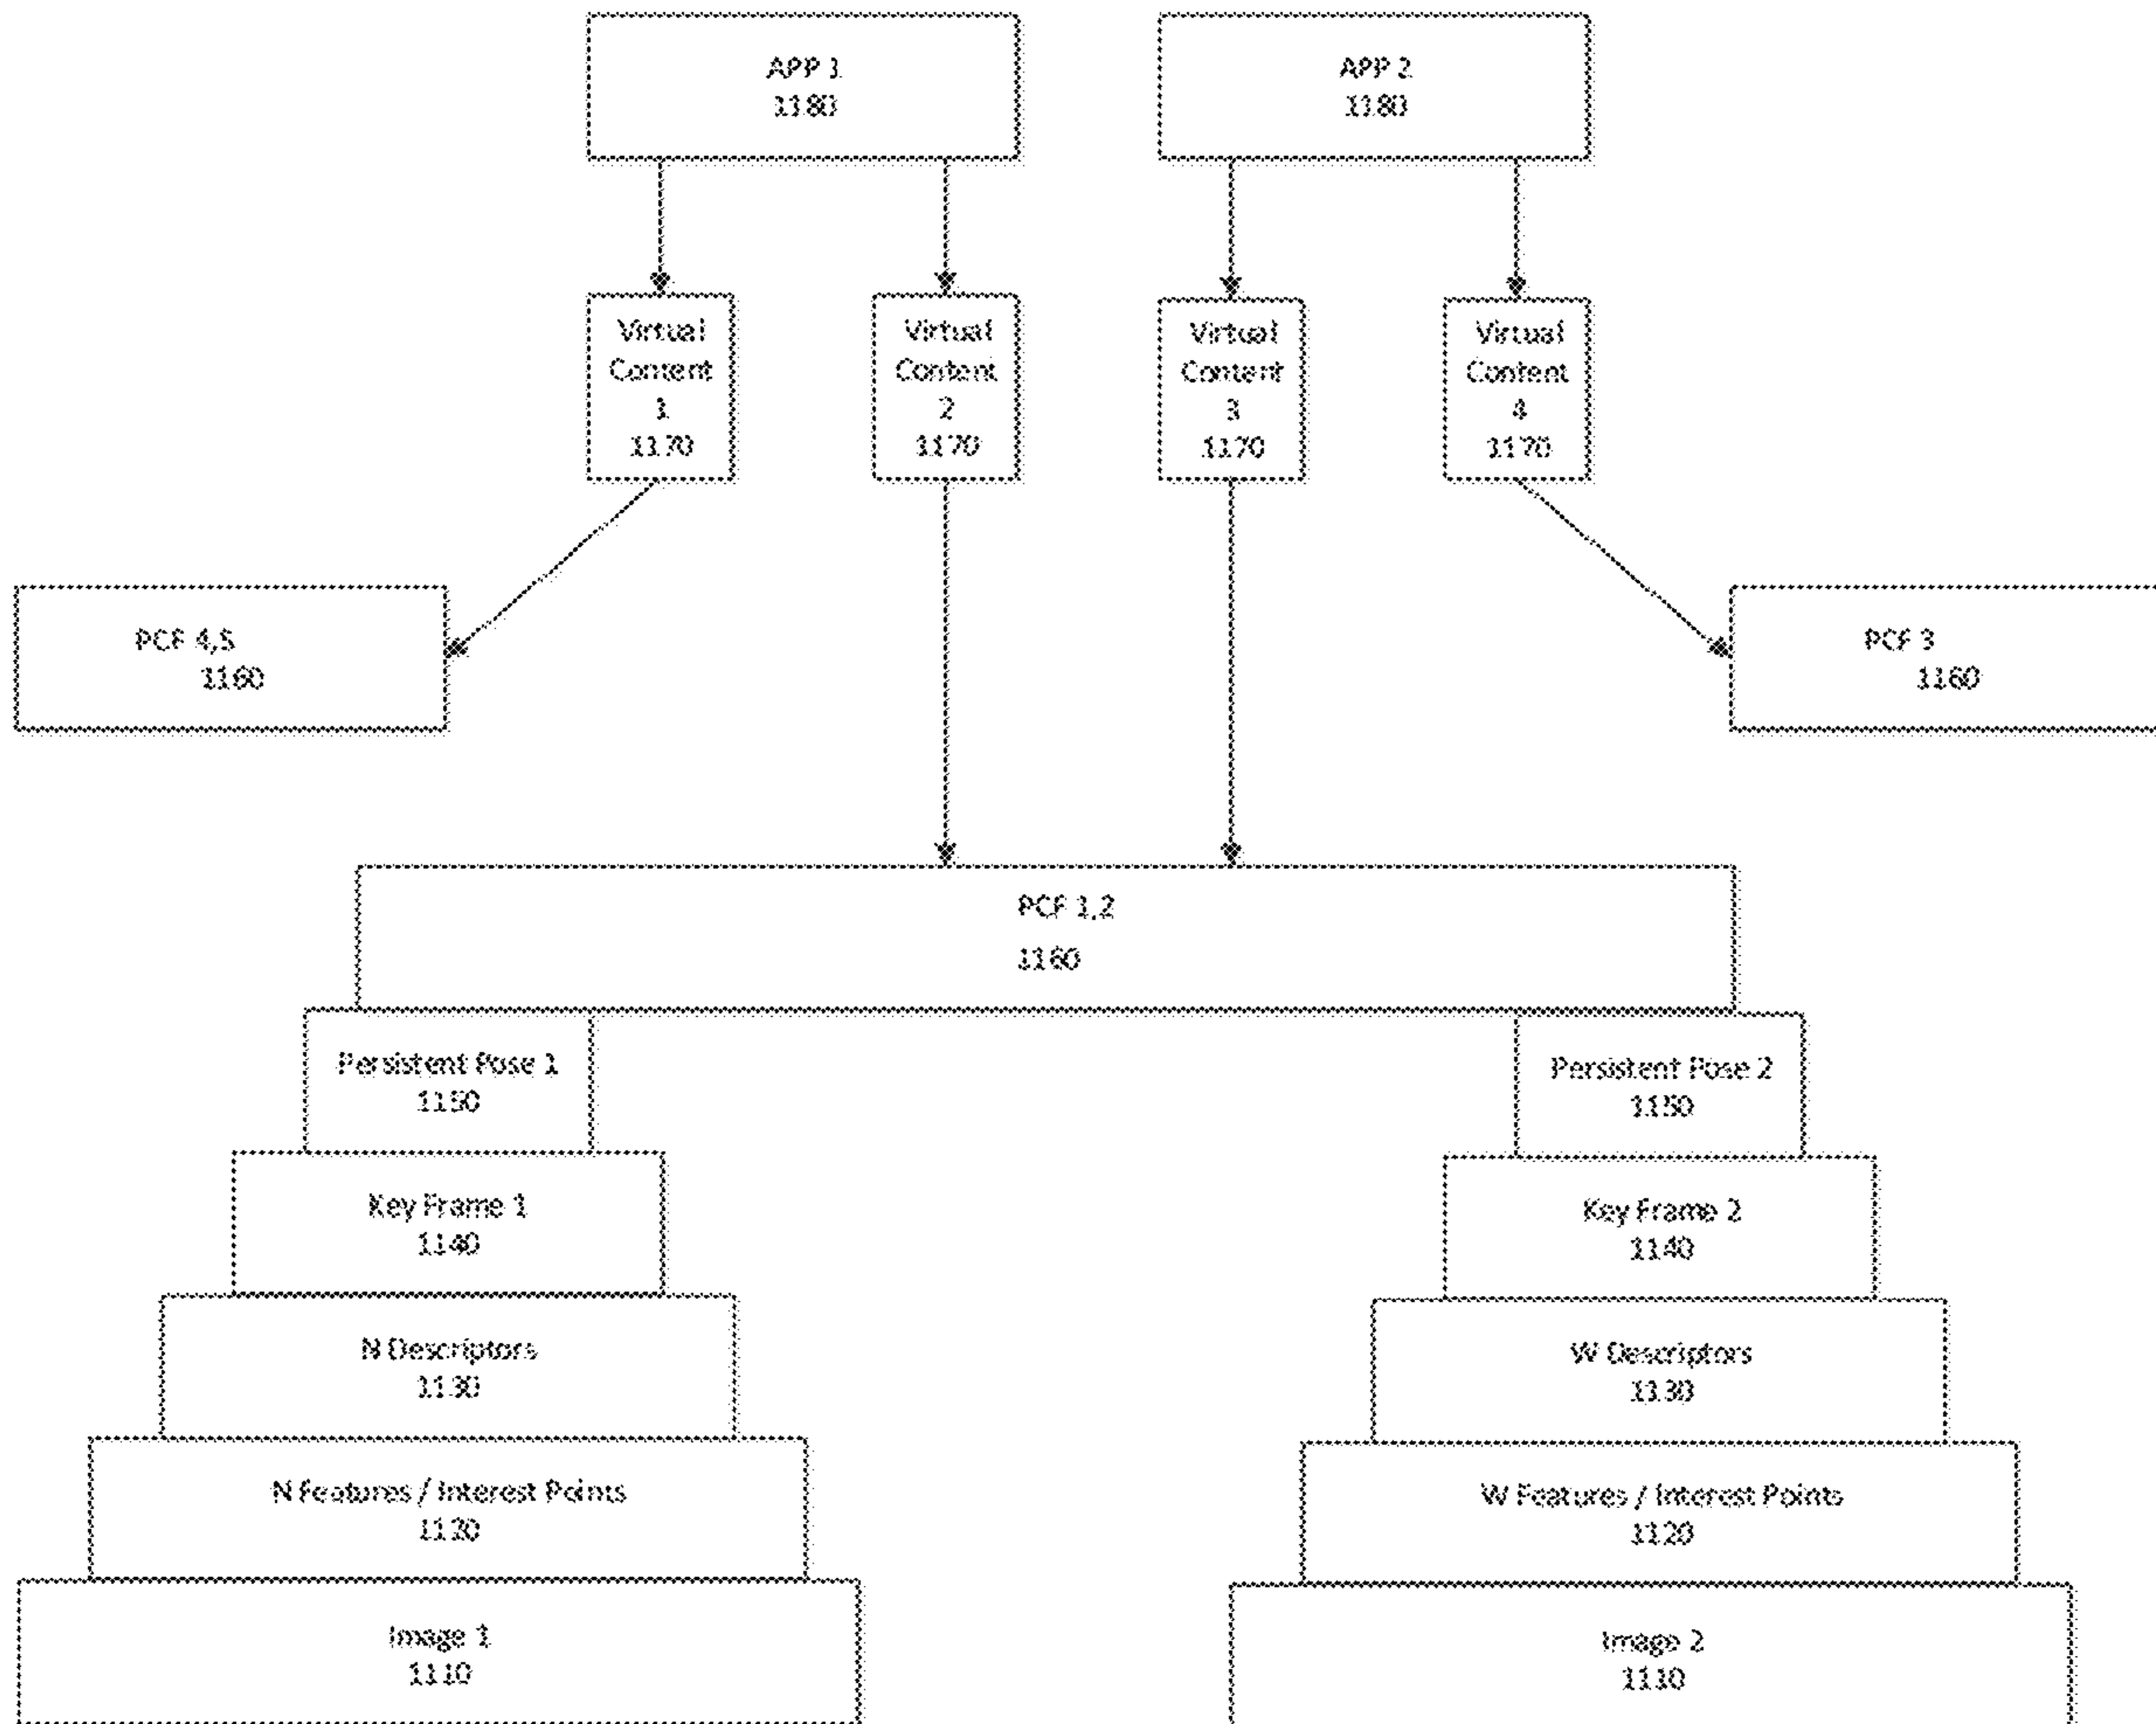 APP 1
1180
APP 2
1180
Virtual
Content
1
1170
Virtual
Content
2
1170
Virtual
Content
3
1170
Virtual
Content
4
1170
PCF 4,5
1160
PCF 3
1160
PCF 1,2
1160
Persistent Pose 1
1150
Persistent Pose 2
1150
Key Frame 1
1140
Key Frame 2
1140
N Descriptors
1130
W Descriptors
1130
N Features / Interest Points
1120
W Features / Interest Points
1120
Image 1
1110
Image 2
1110